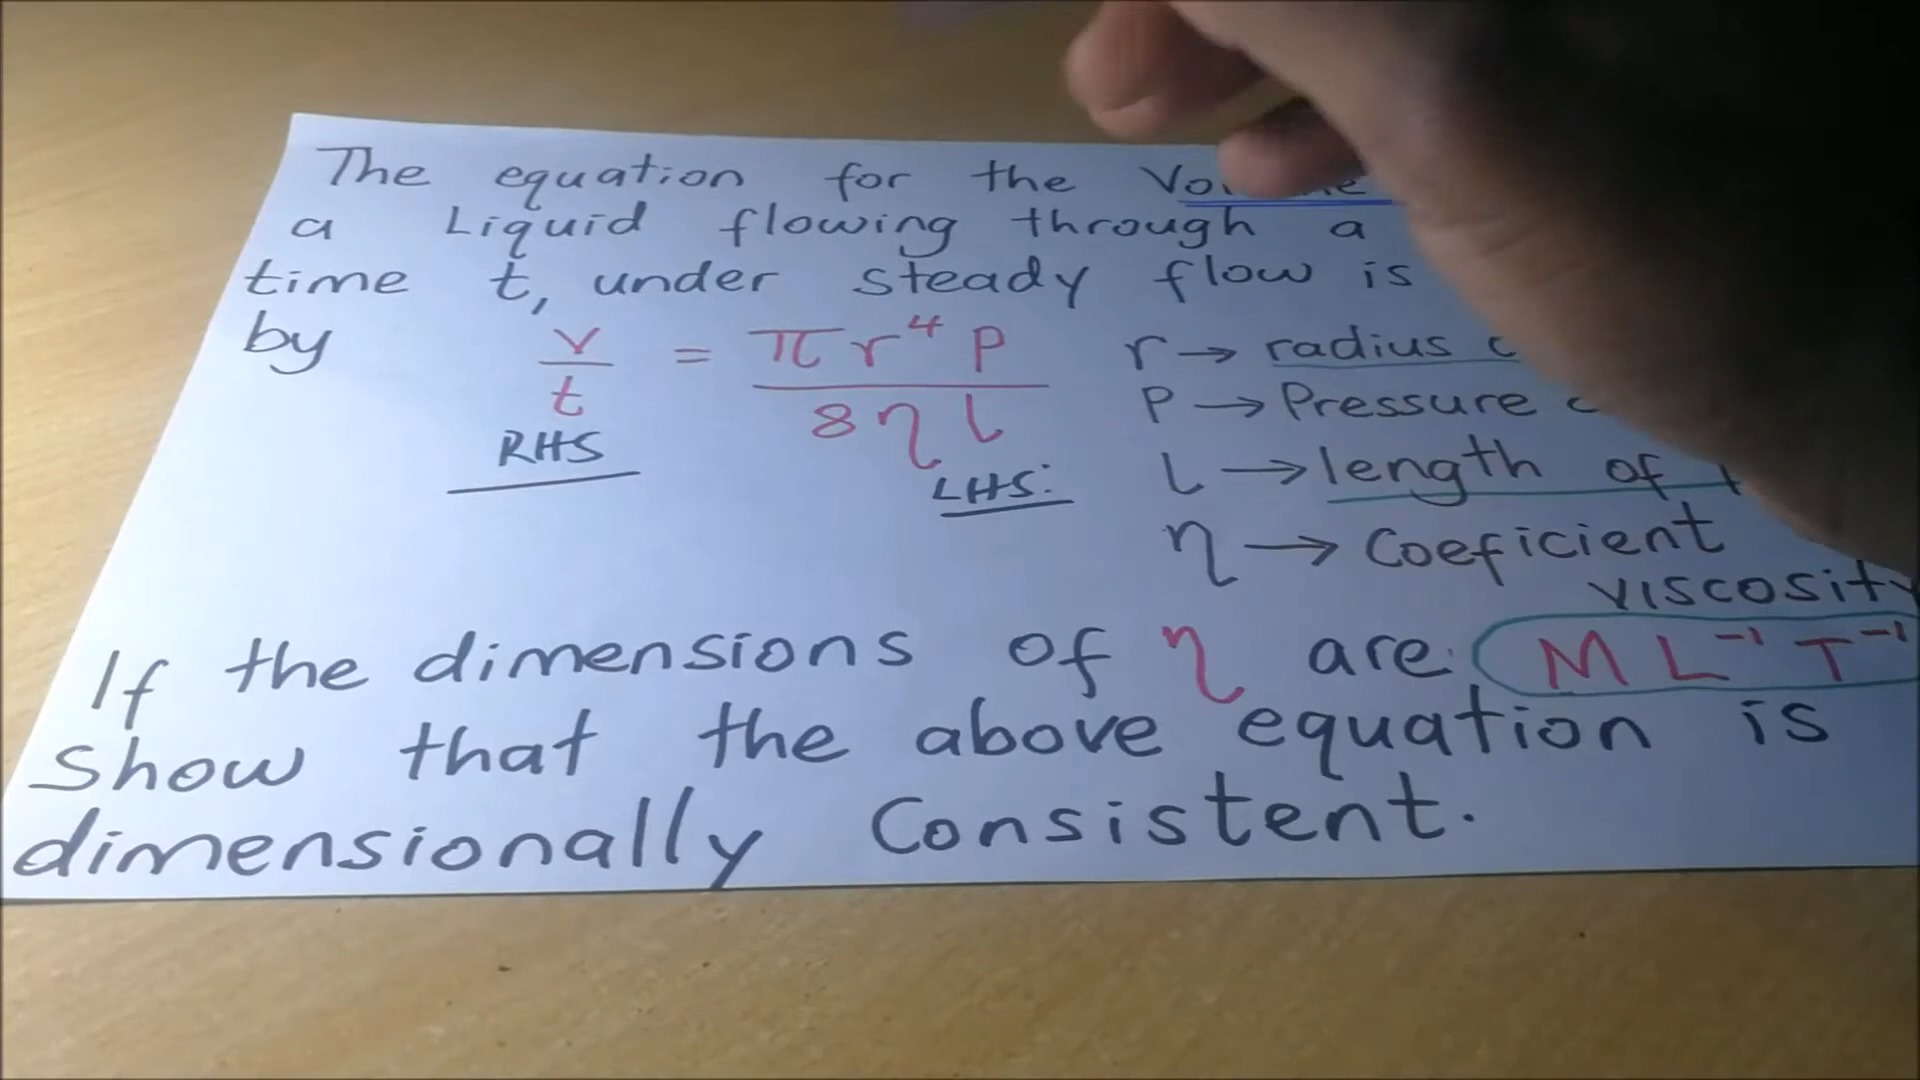 The equation for the
a Liquid flowing through a
time t, under steady flow is
by v/t = πr⁴p/8ηl
RHS
LHS:
r → radius
P → Pressure
l → length of
η → Coeficient
viscosity
If the dimensions of η are ML⁻¹T⁻¹
show that the above equation is
dimensionally Consistent.